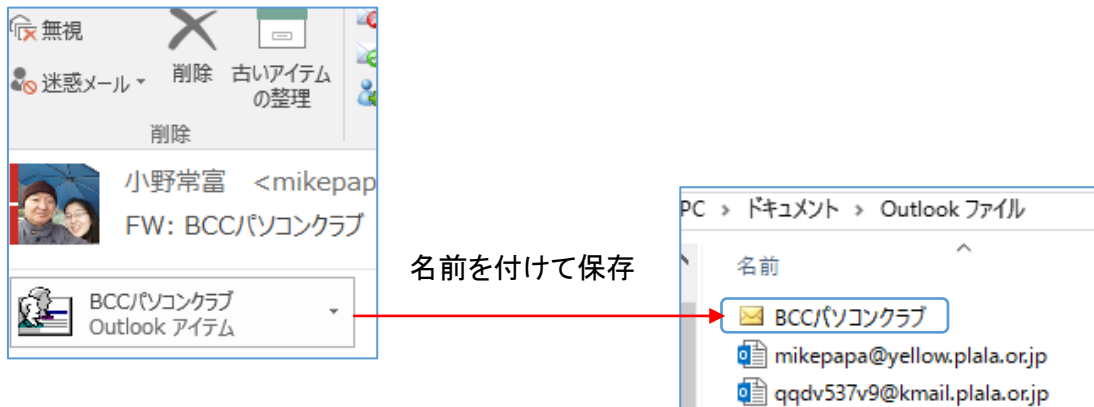 無視
迷惑メール
削除
古いアイテム
の整理
削除
小野常富 <mikepap
FW: BCCパソコンクラブ
BCCパソコンクラブ
Outlook アイテム
名前を付けて保存
PC > ドキュメント > Outlook ファイル
名前
BCCパソコンクラブ
mikepapa@yellow.plala.or.jp
qqdv537v9@kmail.plala.or.jp